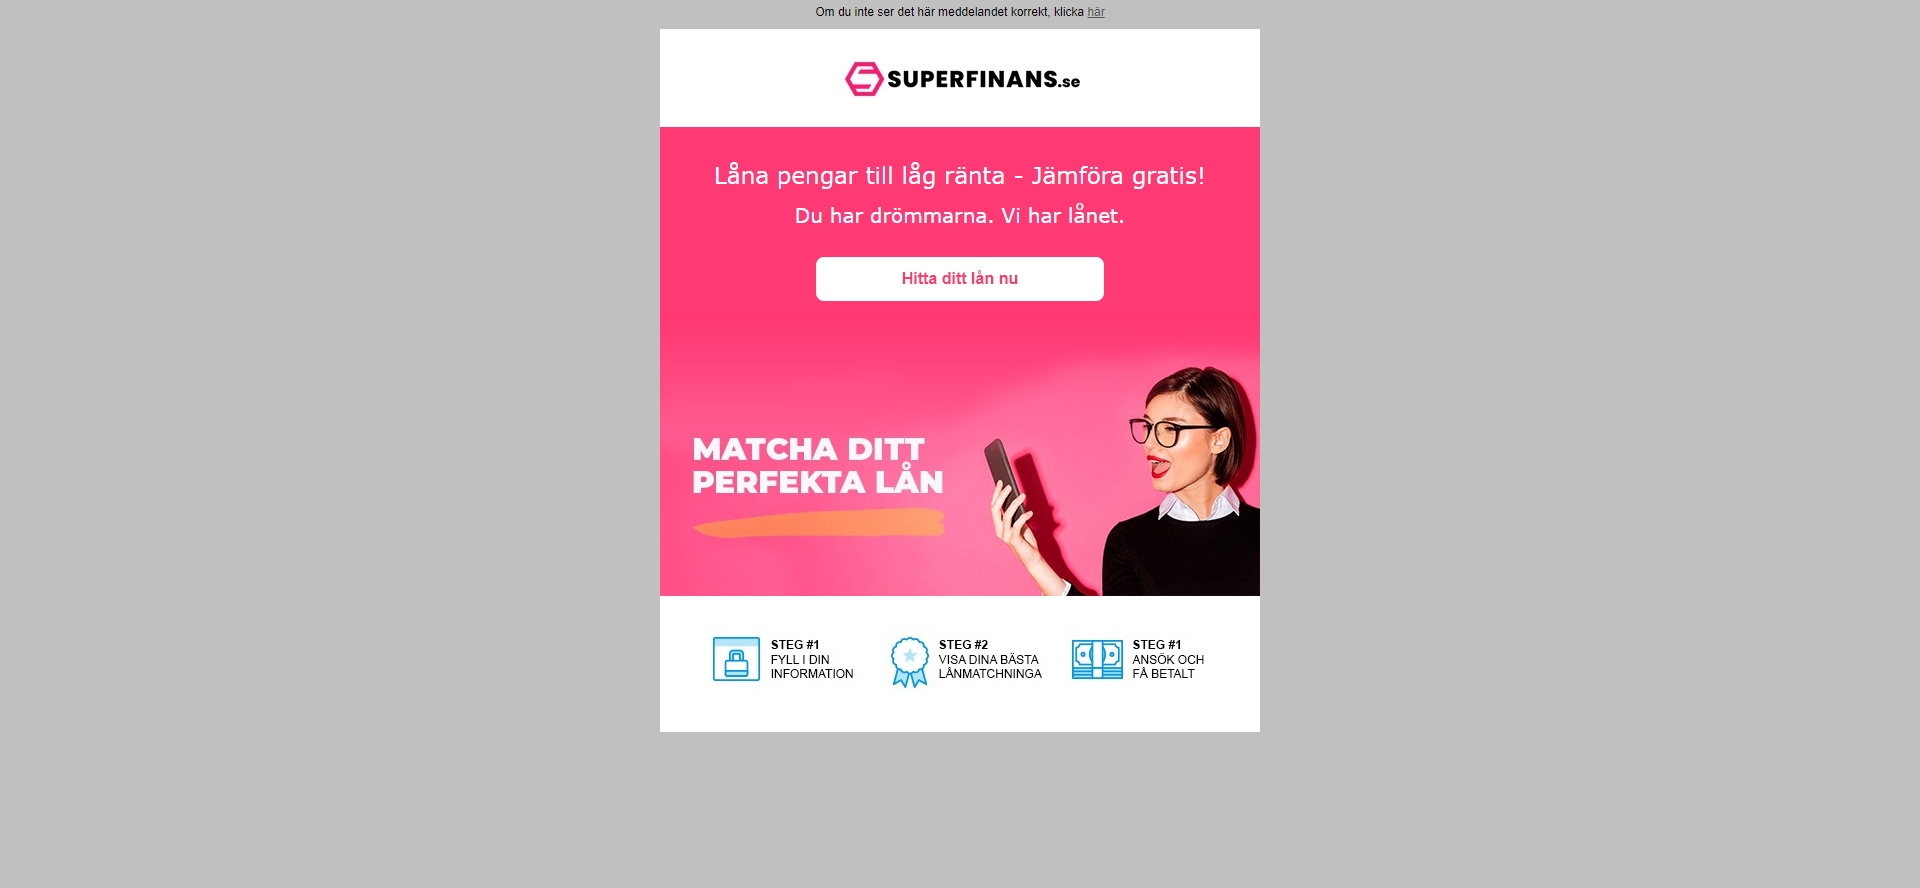 Om du inte ser det här meddelandet korrekt, klicka här
SUPERFINANS.se
Låna pengar till låg ränta - Jämföra gratis!
Du har drömmarna. Vi har lånet.
Hitta ditt lån nu
MATCHA DITT
PERFEKTA LÅN
STEG #1
FYLL I DIN
INFORMATION
STEG #2
VISA DINA BÄSTA
LÅNMATCHNINGA
STEG #1
ANSÖK OCH
FÅ BETALT